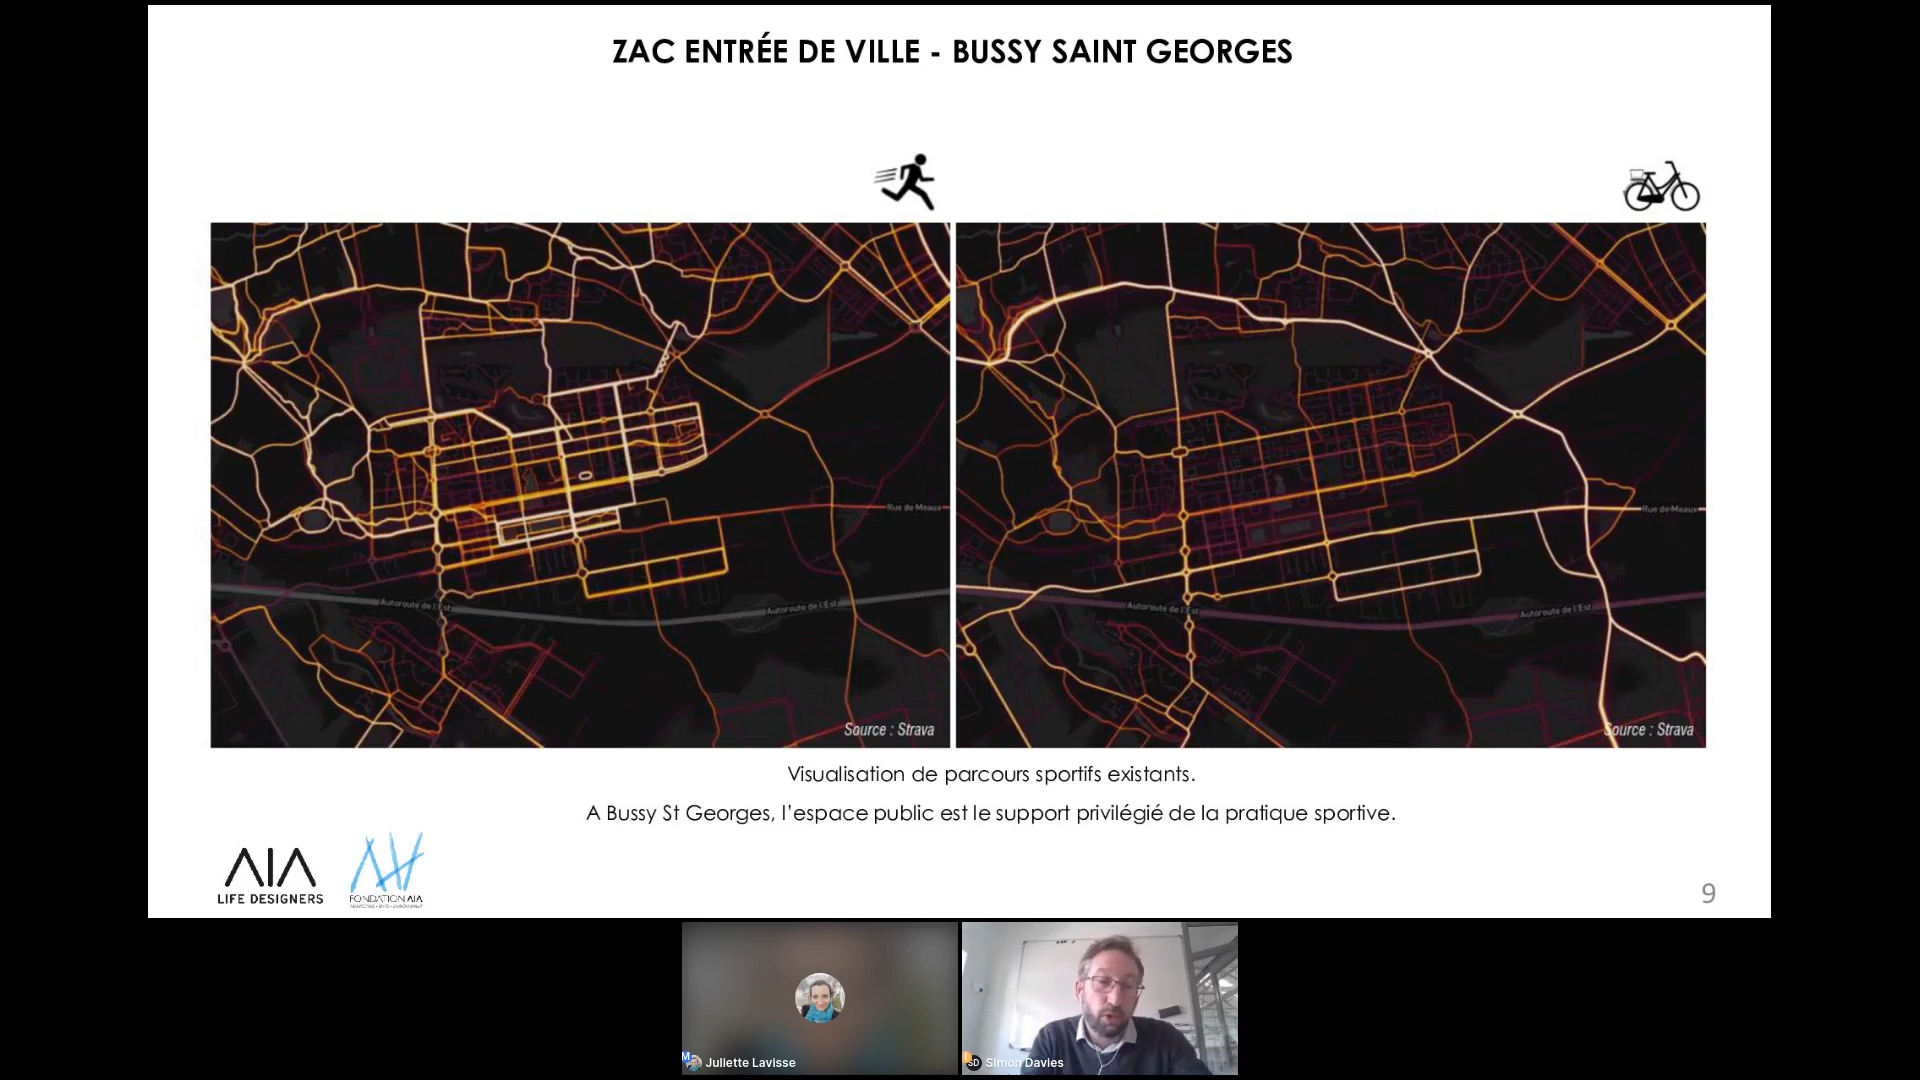 ZAC ENTRÉE DE VILLE - BUSSY SAINT GEORGES
Rue de Meaux
Autoroute de l'Est
Autoroute de l'Est
Source : Strava
Rue de Meaux
Autoroute de l'Est
Autoroute de l'Est
Source : Strava
Visualisation de parcours sportifs existants.
A Bussy St Georges, l'espace public est le support privilégié de la pratique sportive.
AIA
LIFE DESIGNERS
FONDATION AIA
9
Juliette Lavisse
SD Simon Davies